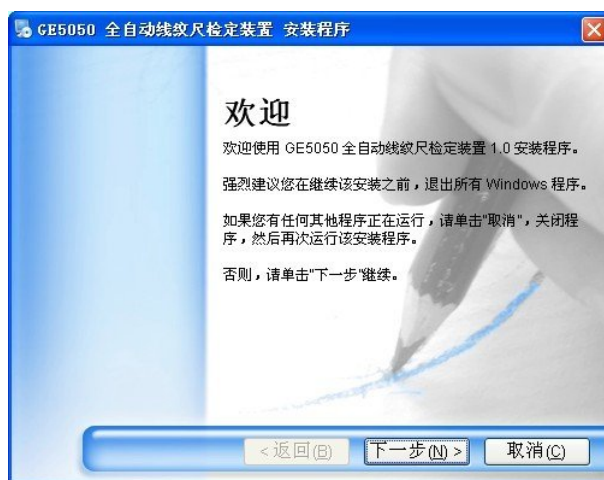 GE5050 全自动线纹尺检定装置 安装程序
欢迎
欢迎使用 GE5050 全自动线纹尺检定装置 1.0 安装程序。
强烈建议您在继续该安装之前，退出所有 Windows 程序。
如果您有任何其他程序正在运行，请单击"取消"，关闭程
序，然后再次运行该安装程序。
否则，请单击"下一步"继续。
<返回(B) 下一步(N)> 取消(C)